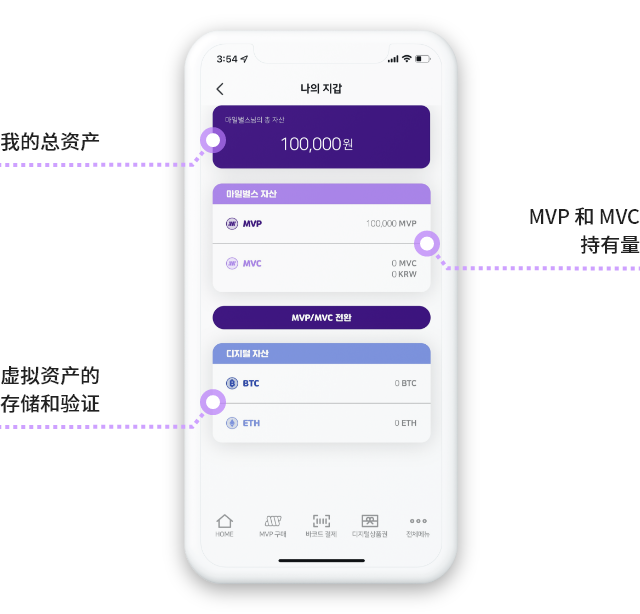 3:54
나의 지갑
마일벌스님의 총 자산
100,000원
我的总资产
마일벌스 자산
MVP
100,000 MVP
MVC
0 MVC
0 KRW
MVP 和 MVC
持有量
MVP/MVC 전환
디지털 자산
BTC
0 BTC
ETH
0 ETH
虚拟资产的
存储和验证
HOME
MVP 구매
바코드 결제
디지털상품권
전체메뉴